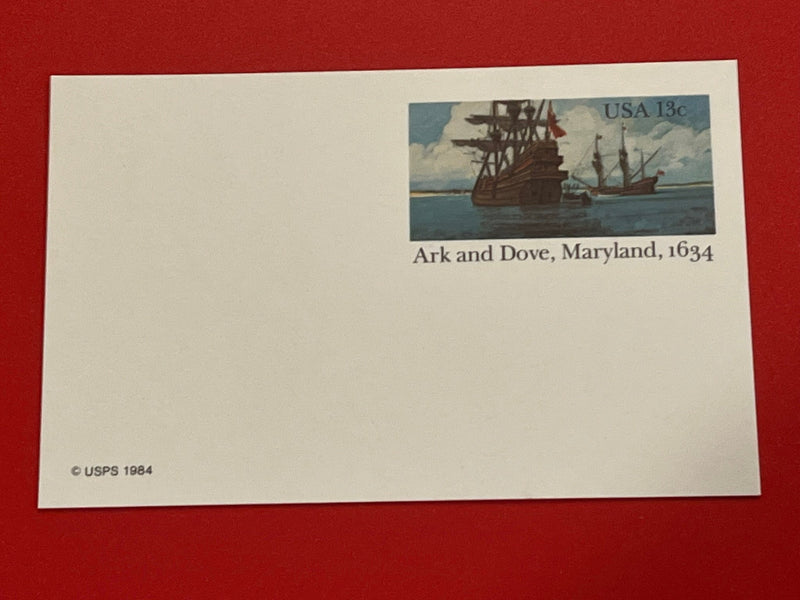 USA 13c
Ark and Dove, Maryland, 1634
© USPS 1984